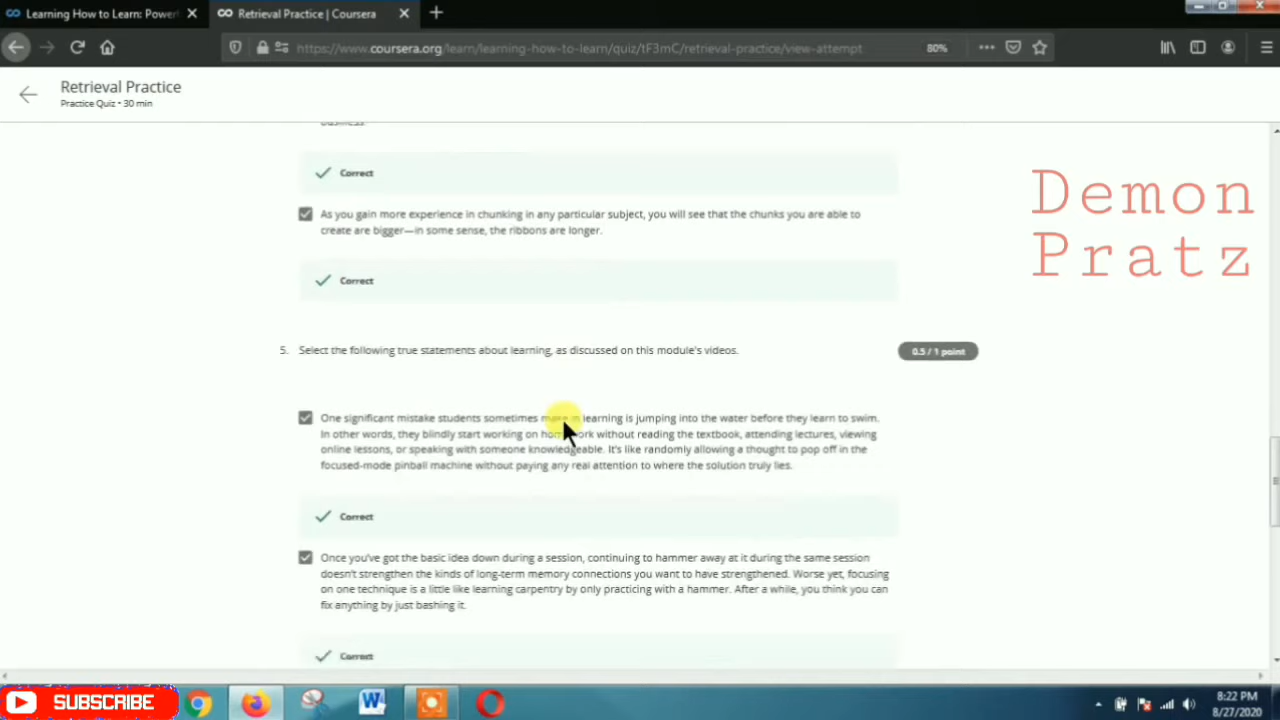 Learning How to Learn: Power
Retrieval Practice | Coursera
https://www.coursera.org/learn/learning-how-to-learn/quiz/tF3mC/retrieval-practice/view-attempt
80%
Retrieval Practice
Practice Quiz • 30 min
Correct
As you gain more experience in chunking in any particular subject, you will see that the chunks you are able to
create are bigger—in some sense, the ribbons are longer.
Correct
Demon
Pratz
5. Select the following true statements about learning, as discussed on this module's videos.
0.5 / 1 point
One significant mistake students sometimes make in learning is jumping into the water before they learn to swim.
In other words, they blindly start working on homework without reading the textbook, attending lectures, viewing
online lessons, or speaking with someone knowledgeable. It's like randomly allowing a thought to pop off in the
focused-mode pinball machine without paying any real attention to where the solution truly lies.
Correct
Once you've got the basic idea down during a session, continuing to hammer away at it during the same session
doesn't strengthen the kinds of long-term memory connections you want to have strengthened. Worse yet, focusing
on one technique is a little like learning carpentry by only practicing with a hammer. After a while, you think you can
fix anything by just bashing it.
Correct
SUBSCRIBE
8:22 PM
8/27/2020